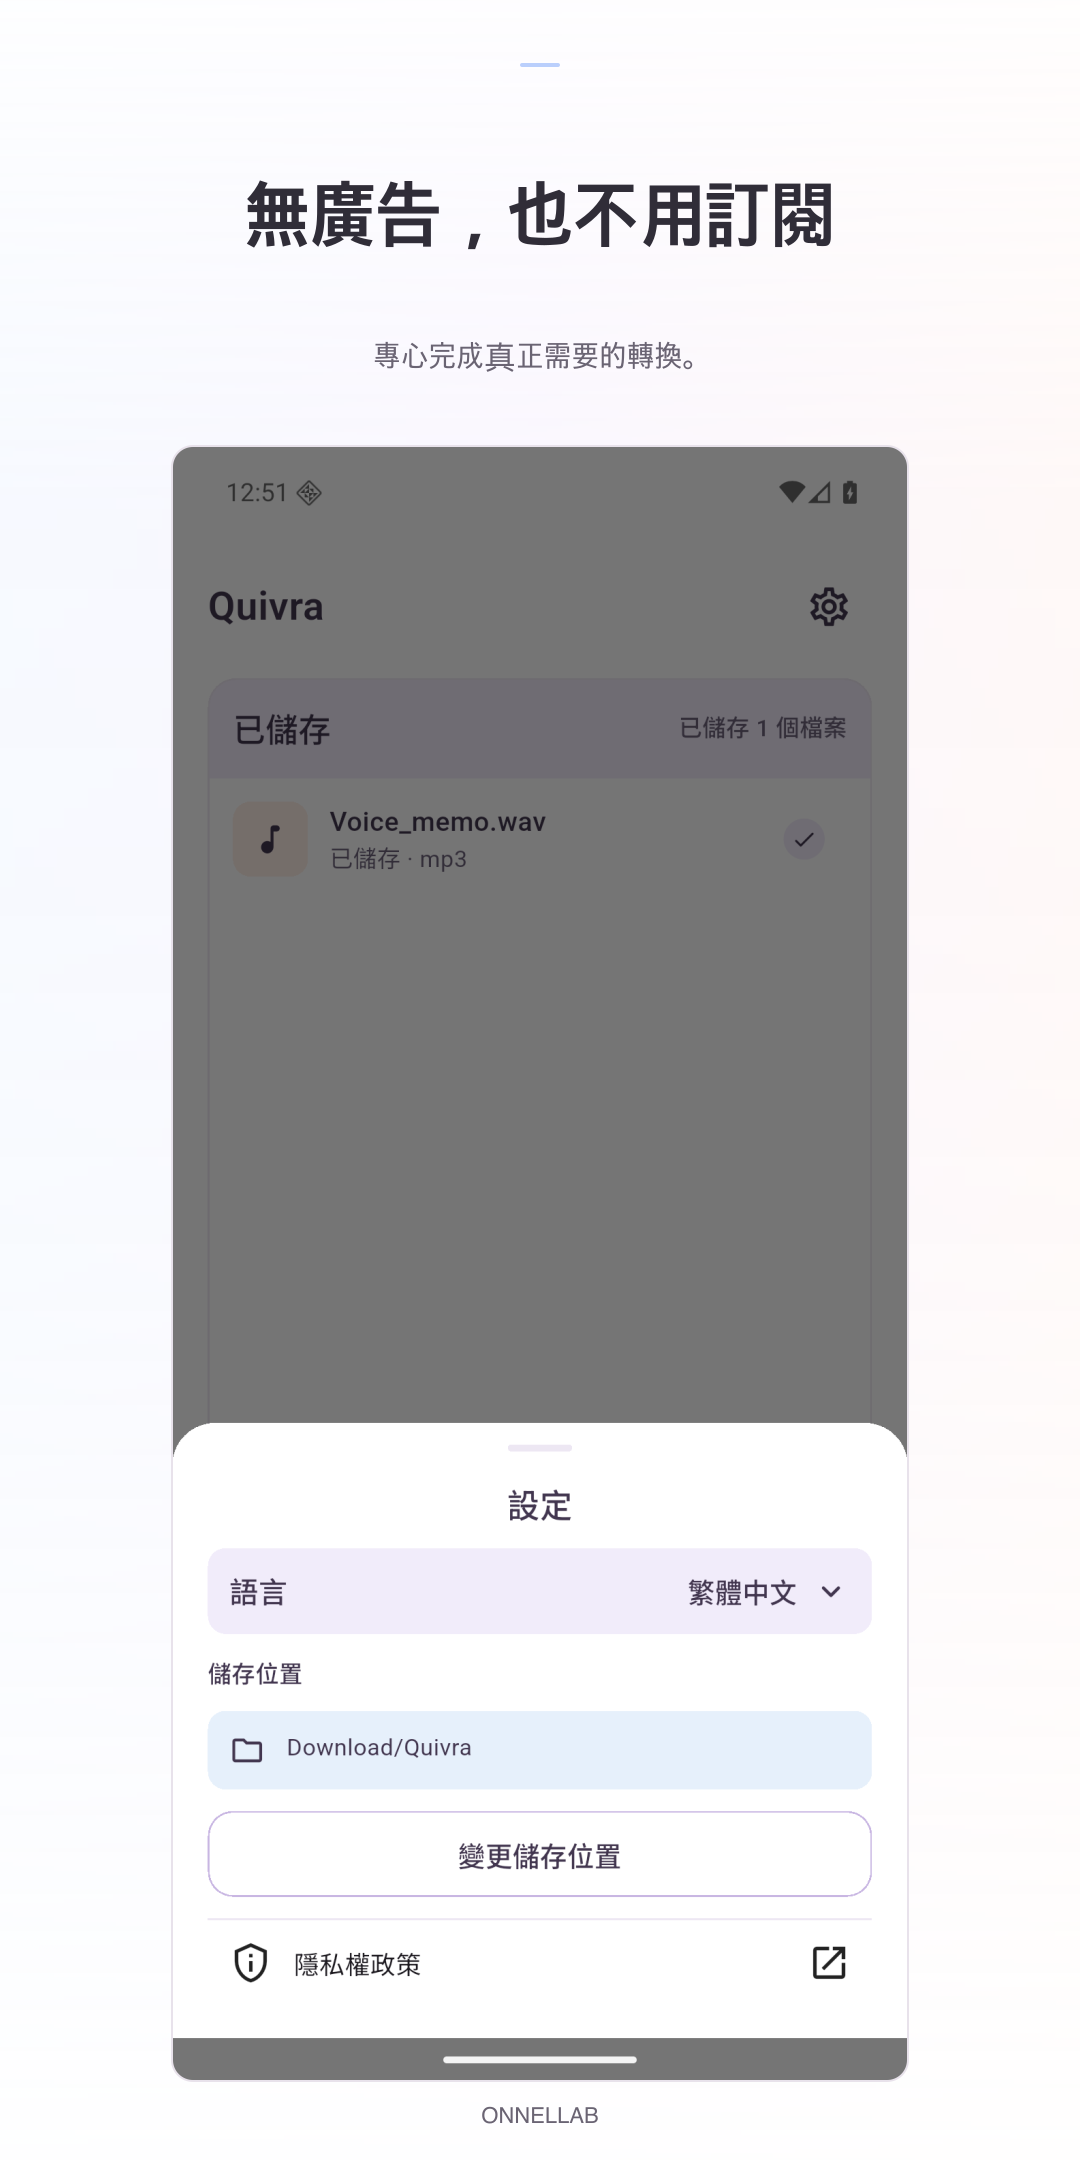 無廣告，也不用訂閱
專心完成真正需要的轉換。
12:51
Quivra
已儲存
已儲存 1 個檔案
Voice_memo.wav
已儲存 · mp3
設定
語言
繁體中文
儲存位置
Download/Quivra
變更儲存位置
隱私權政策
ONNELLAB